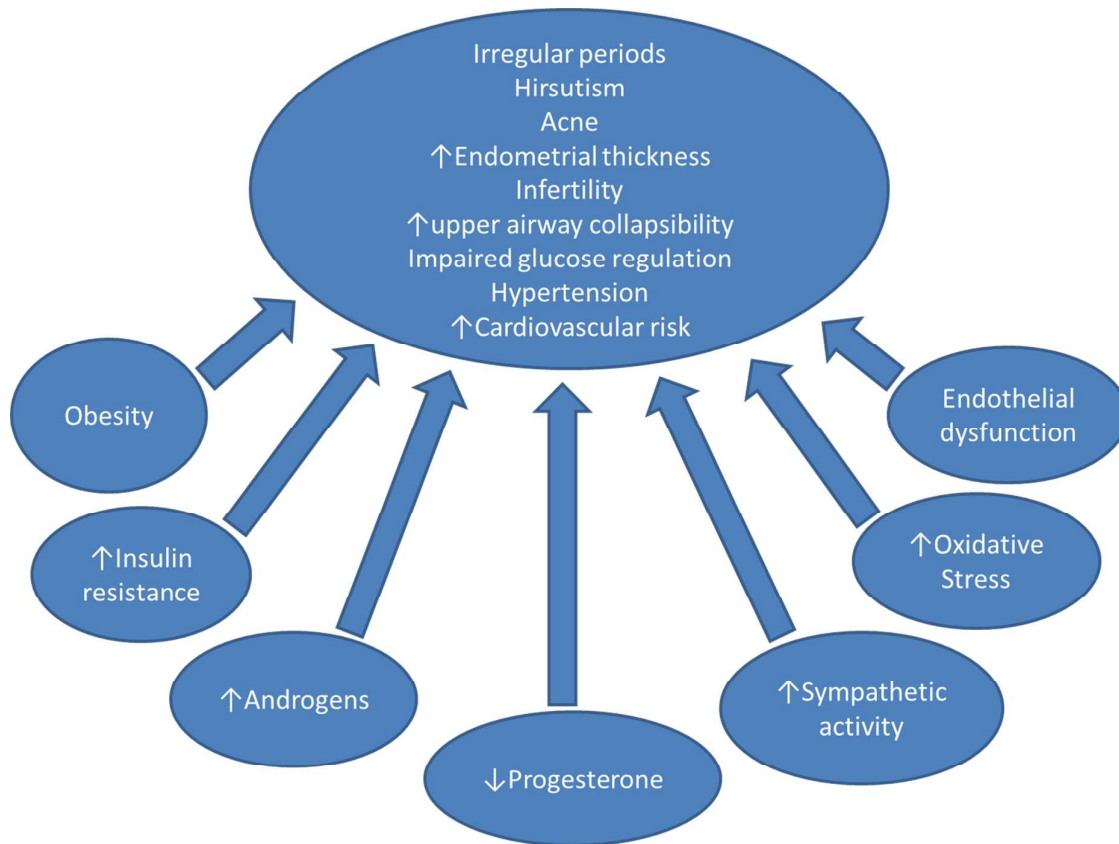 Irregular periods
Hirsutism
Acne
↑Endometrial thickness
Infertility
↑upper airway collapsibility
Impaired glucose regulation
Hypertension
↑Cardiovascular risk
Obesity
↑Insulin
resistance
↑Androgens
↓Progesterone
↑Sympathetic
activity
↑Oxidative
Stress
Endothelial
dysfunction